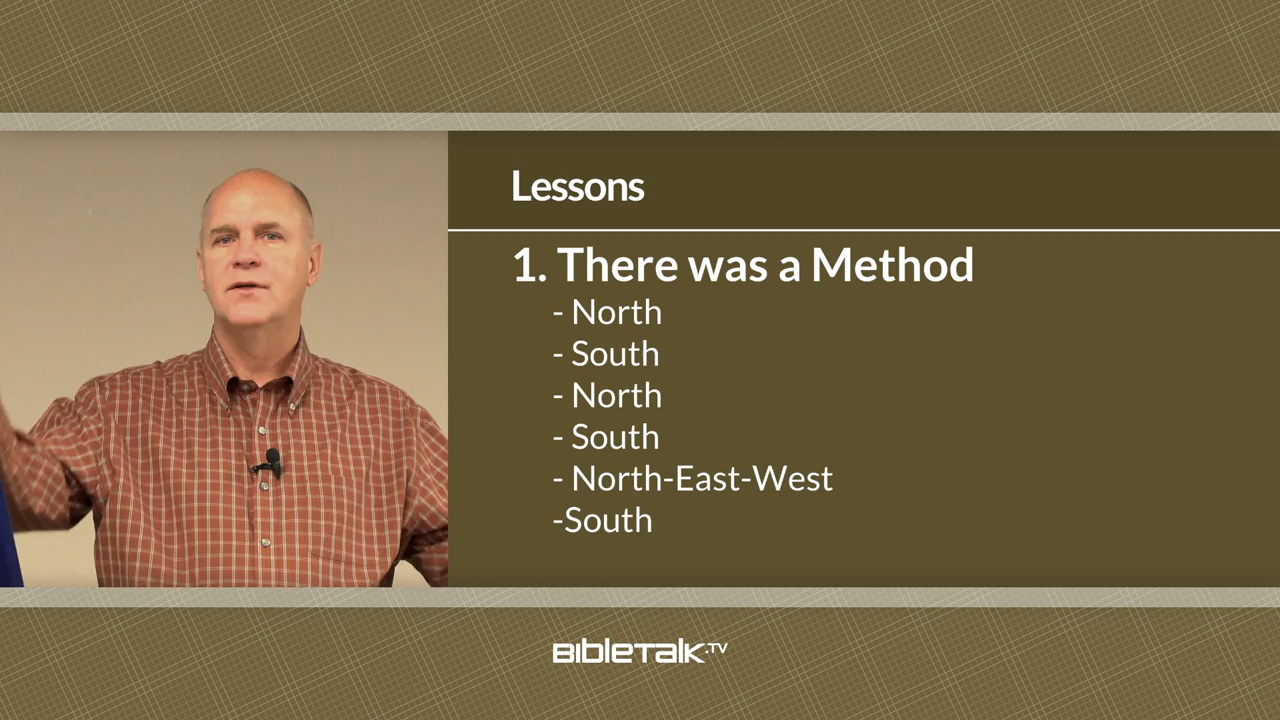 Lessons
1. There was a Method
- North
- South
- North
- South
- North-East-West
-South
BIBLETALK.TV